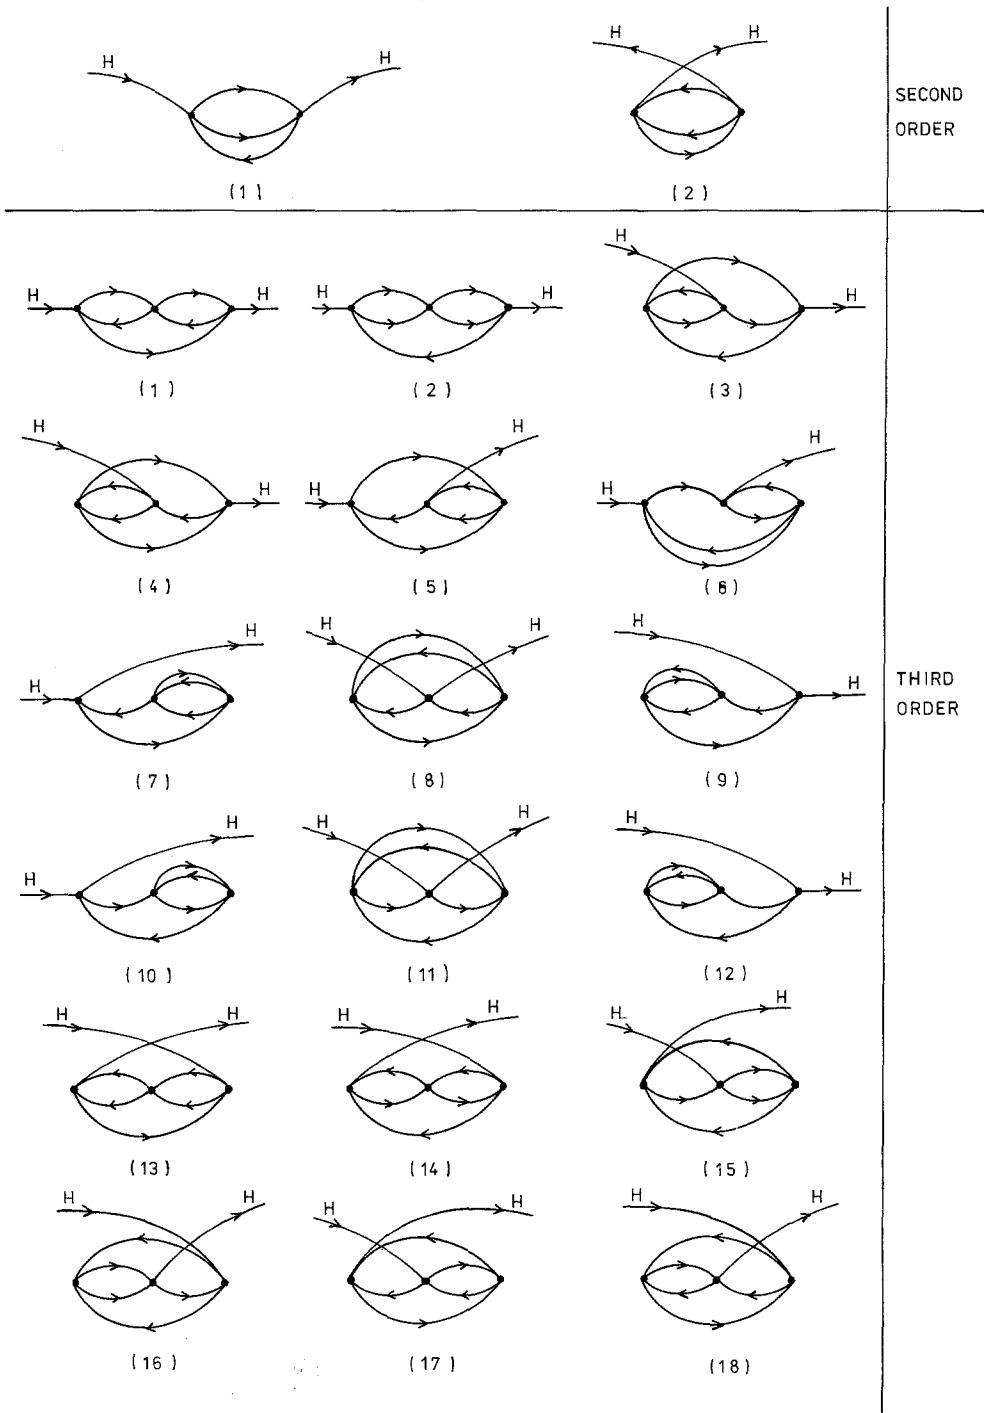 H H H H
SECOND
ORDER
(1) (2)
H H H H H H
(1) (2) (3)
H H H H H H
(4) (5) (6)
H H H H H H
THIRD
ORDER
(7) (8) (9)
H H H H H H
(10) (11) (12)
H H H H H H
(13) (14) (15)
H H H H H H
(16) (17) (18)